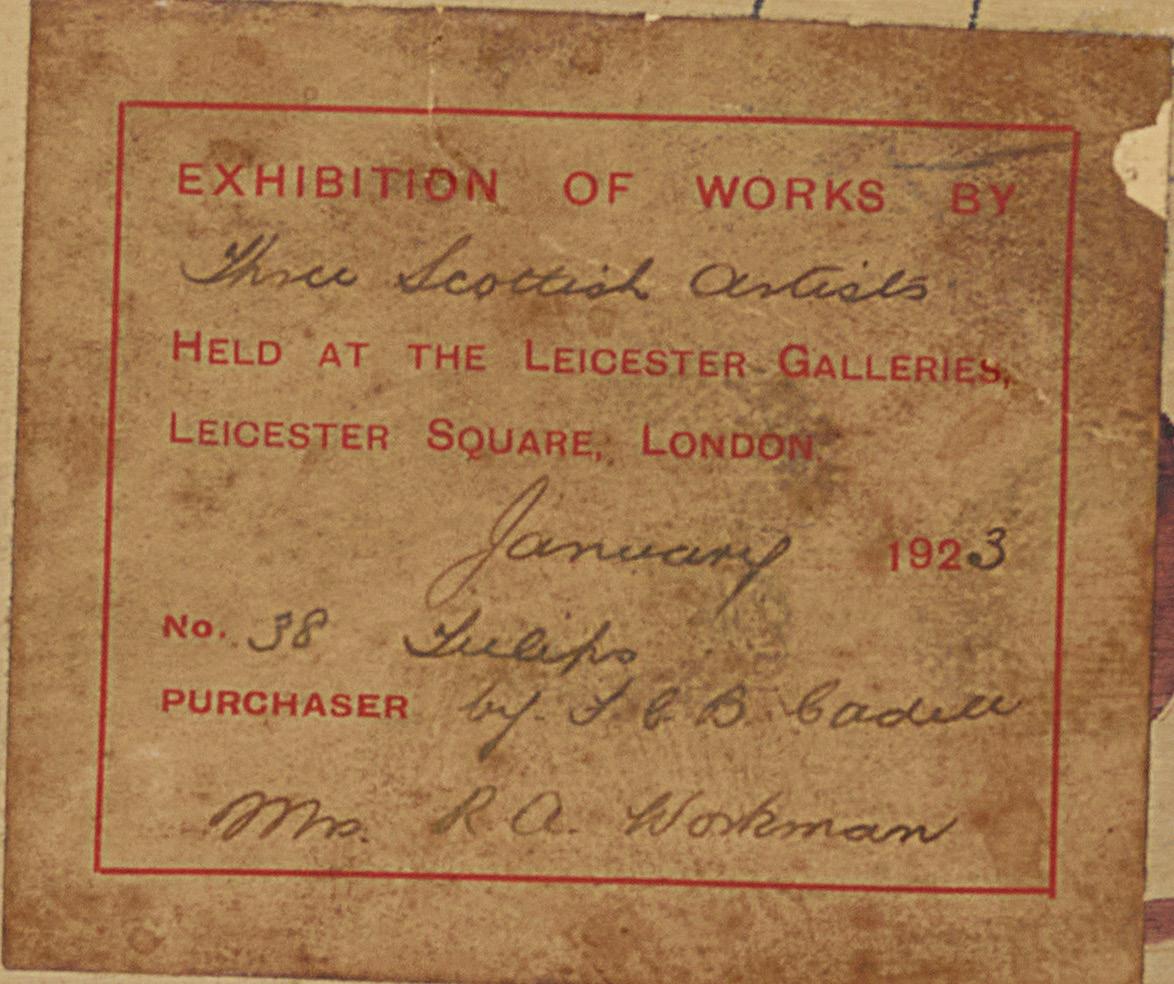 EXHIBITION OF WORKS BY
Three Scottish Artists
HELD AT THE LEICESTER GALLERIES,
LEICESTER SQUARE, LONDON.
January 1923
No. 38 Tulips
PURCHASER by F C B Cadell
Mrs. R A. Workman